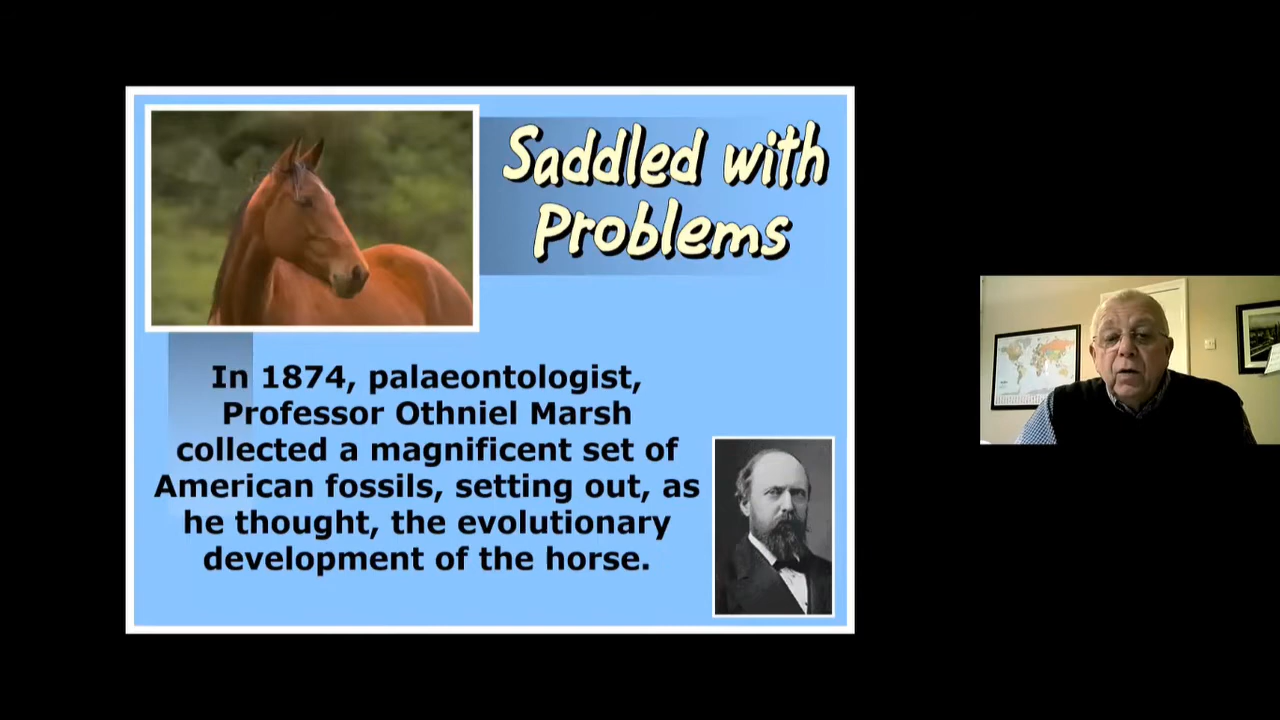 Saddled with
Problems
In 1874, palaeontologist,
Professor Othniel Marsh
collected a magnificent set of
American fossils, setting out, as
he thought, the evolutionary
development of the horse.